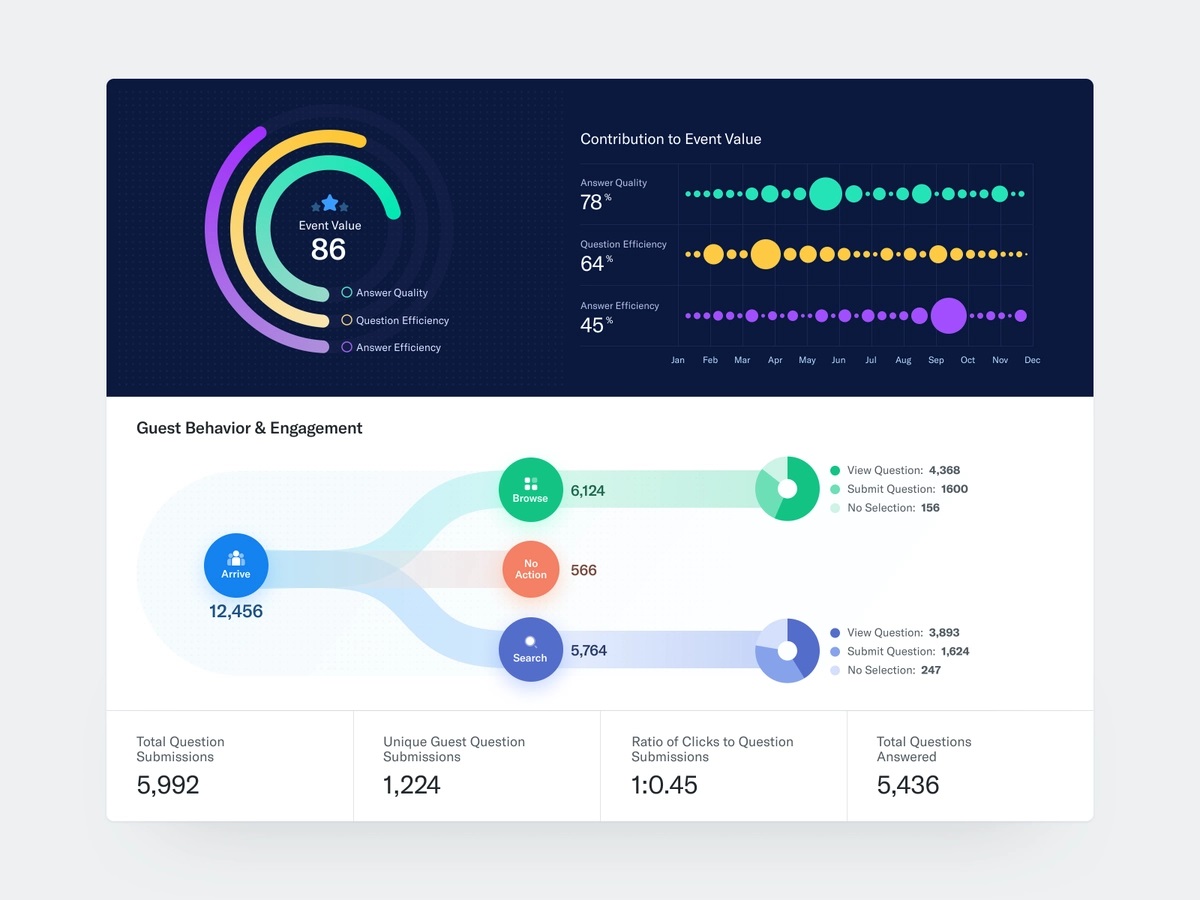 Event Value
86
Answer Quality
Question Efficiency
Answer Efficiency
Contribution to Event Value
Answer Quality
78%
Question Efficiency
64%
Answer Efficiency
45%
Jan Feb Mar Apr May Jun Jul Aug Sep Oct Nov Dec
Guest Behavior & Engagement
Arrive
12,456
Browse
6,124
View Question: 4,368
Submit Question: 1600
No Selection: 156
No
Action
566
Search
5,764
View Question: 3,893
Submit Question: 1,624
No Selection: 247
Total Question
Submissions
5,992
Unique Guest Question
Submissions
1,224
Ratio of Clicks to Question
Submissions
1:0.45
Total Questions
Answered
5,436